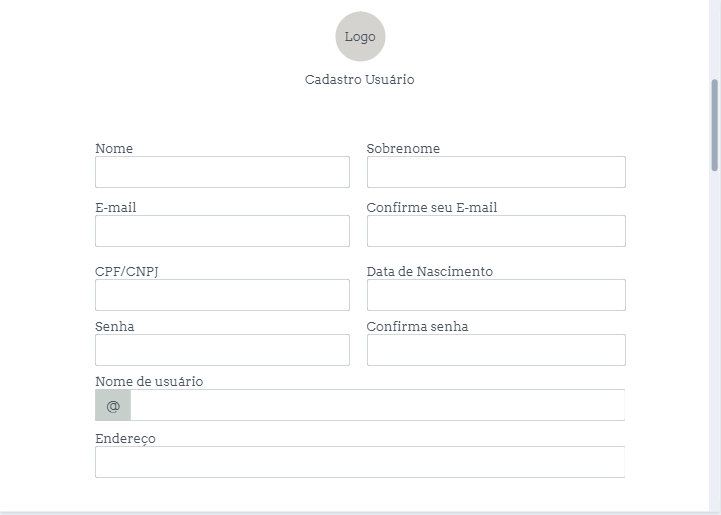 Logo
Cadastro Usuário
Nome
Sobrenome
E-mail
Confirme seu E-mail
CPF/CNPJ
Data de Nascimento
Senha
Confirma senha
Nome de usuário
@
Endereço